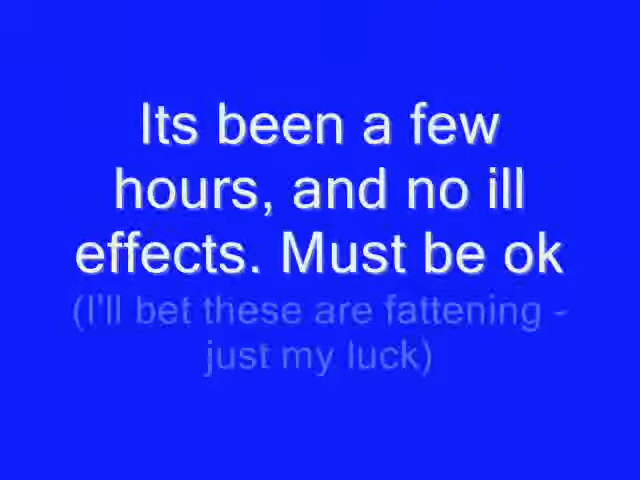 Its been a few
hours, and no ill
effects. Must be ok
(I'll bet these are fattening -
just my luck)